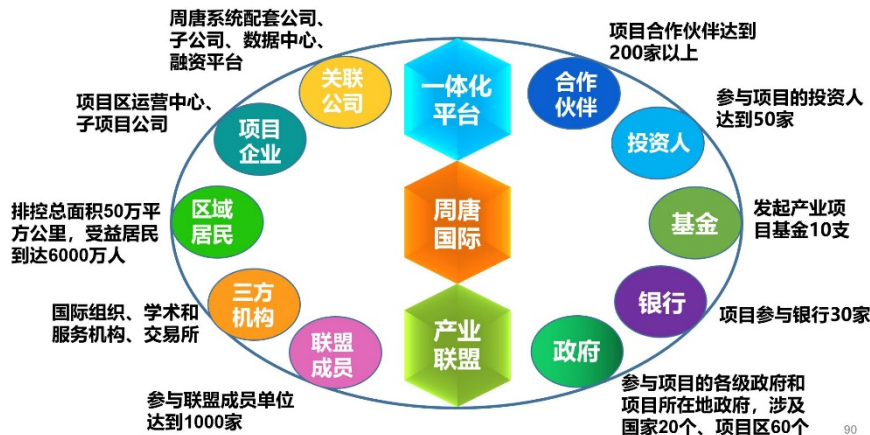 周唐系统配套公司、
子公司、数据中心、
融资平台
关联
公司
一体化
平台
合作
伙伴
项目合作伙伴达到
200家以上
项目区运营中心、
子项目公司
项目
企业
投资人
参与项目的投资人
达到50家
排控总面积50万平
方公里，受益居民
到达6000万人
区域
居民
周唐
国际
基金
发起产业项
目基金10支
国际组织、学术和
服务机构、交易所
三方
机构
银行
项目参与银行30家
联盟
成员
产业
联盟
政府
参与联盟成员单位
达到1000家
参与项目的各级政府和
项目所在地政府，涉及
国家20个、项目区60个
90